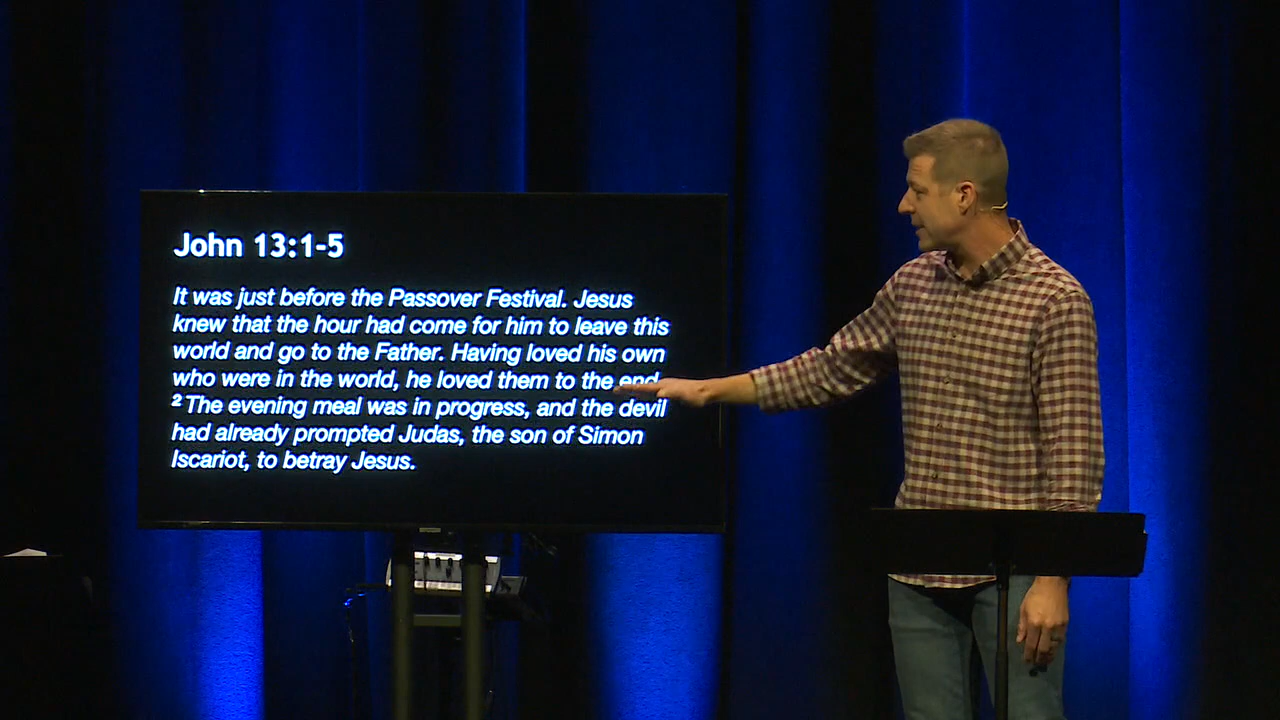 John 13:1-5
It was just before the Passover Festival. Jesus
knew that the hour had come for him to leave this
world and go to the Father. Having loved his own
who were in the world, he loved them to the end
² The evening meal was in progress, and the devil
had already prompted Judas, the son of Simon
Iscariot, to betray Jesus.